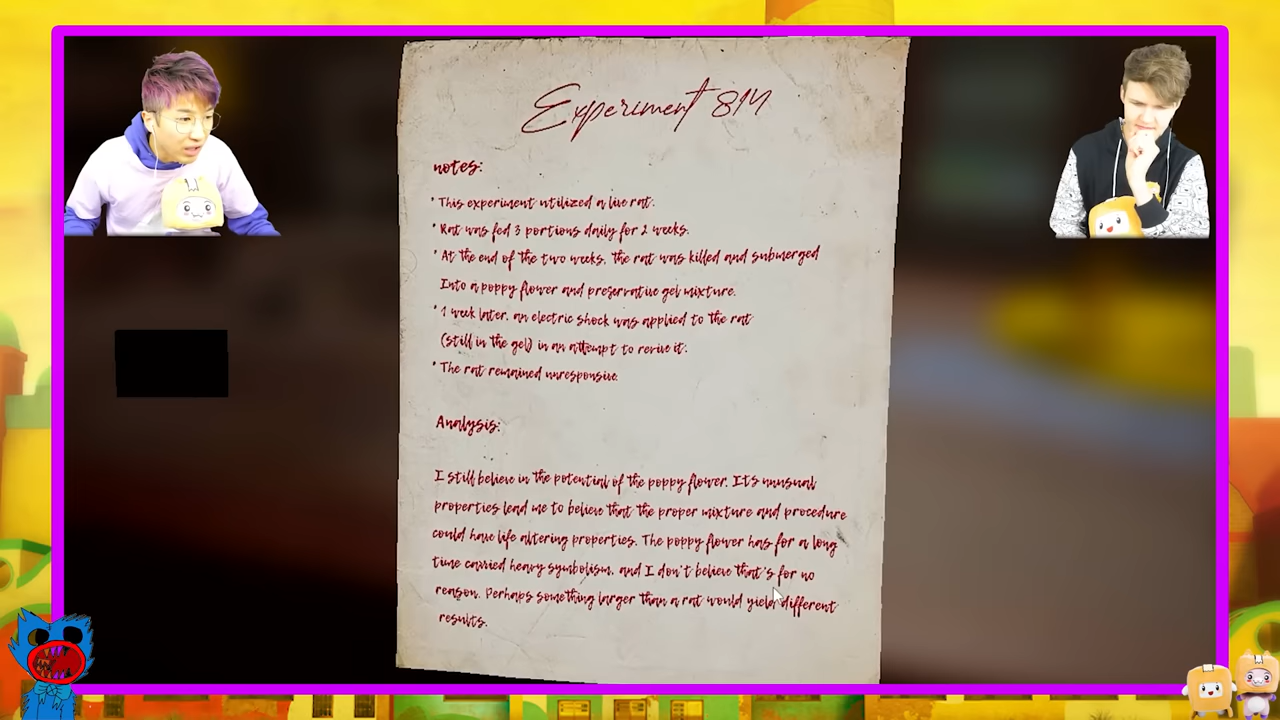 Experiment 814
notes:
* This experiment utilized a live rat.
* Rat was fed 3 portions daily for 2 weeks.
* At the end of the two weeks, the rat was killed and submerged
Into a poppy flower and preservative gel mixture.
* 1 week later, an electric shock was applied to the rat
(still in the gel) in an attempt to revive it.
* The rat remained unresponsive.
Analysis:
I still believe in the potential of the poppy flower. It's unusual
properties lead me to believe that the proper mixture and procedure
could have life altering properties. The poppy flower has for a long
time carried heavy symbolism, and I don't believe that's for no
reason. Perhaps something larger than a rat would yield different
results.